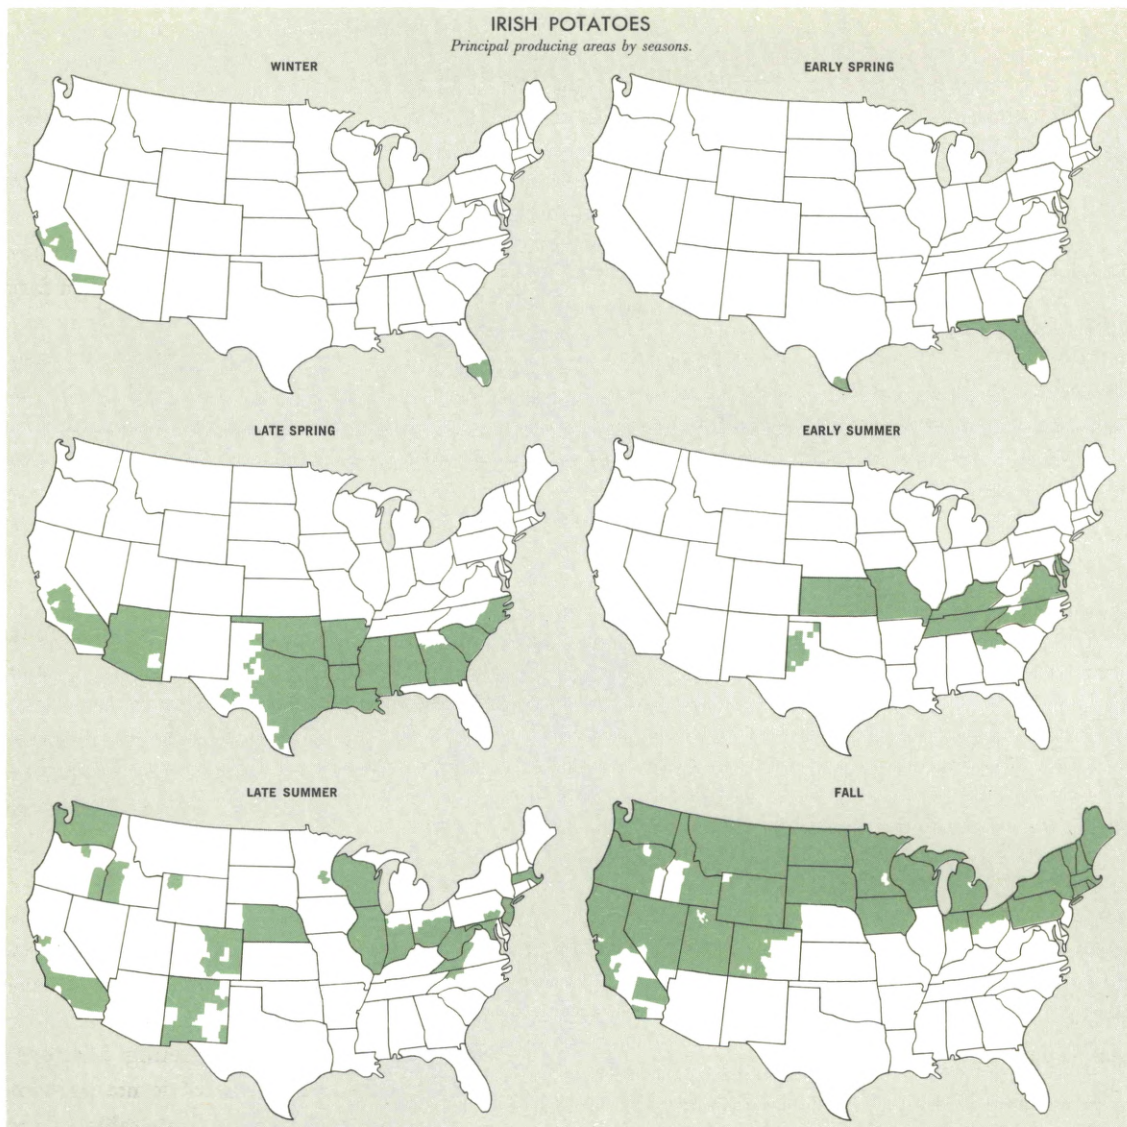 IRISH POTATOES
Principal producing areas by seasons.
WINTER
EARLY SPRING
LATE SPRING
EARLY SUMMER
LATE SUMMER
FALL